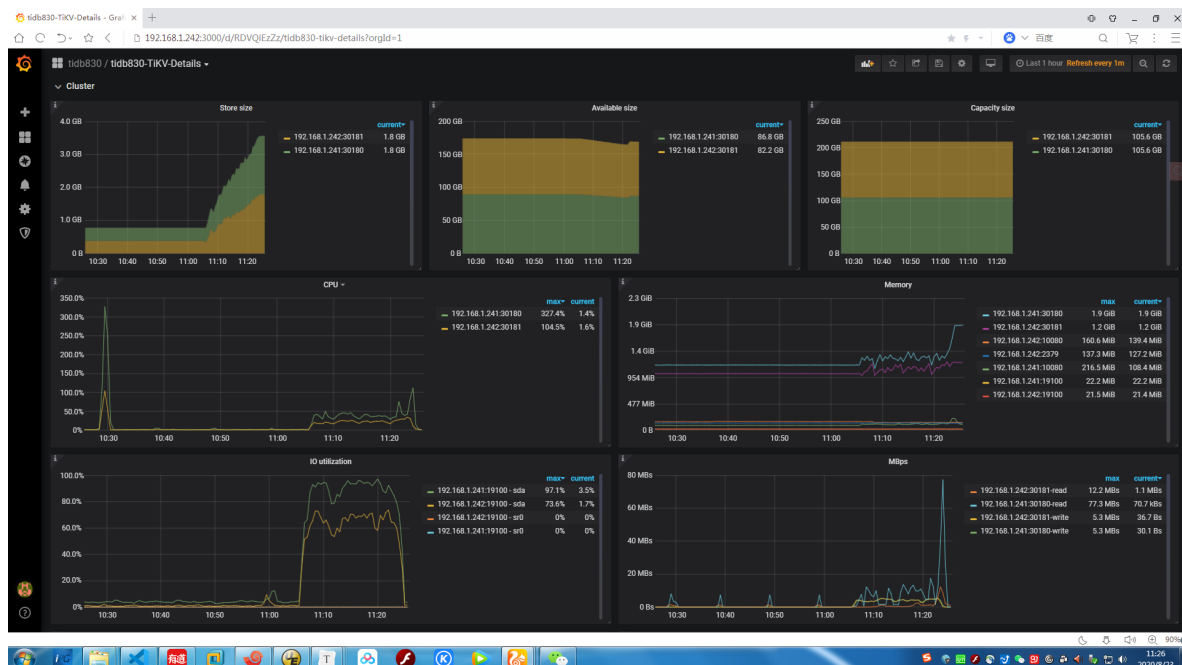 tidb830-TiKV-Details - Graf
192.168.1.242:3000/d/RDVQiEzZz/tidb830-tikv-details?orgId=1
百度
tidb830 / tidb830-TiKV-Details
Last 1 hour Refresh every 1m
Cluster
Store size
current
4.0 GB
3.0 GB
2.0 GB
1.0 GB
0 B
10:30 10:40 10:50 11:00 11:10 11:20
192.168.1.242:30181 1.8 GB
192.168.1.241:30180 1.8 GB
Available size
current
200 GB
150 GB
100 GB
50 GB
0 B
10:30 10:40 10:50 11:00 11:10 11:20
192.168.1.241:30180 86.8 GB
192.168.1.242:30181 82.2 GB
Capacity size
current
250 GB
200 GB
150 GB
100 GB
50 GB
0 B
10:30 10:40 10:50 11:00 11:10 11:20
192.168.1.242:30181 105.6 GB
192.168.1.241:30180 105.6 GB
CPU
max current
350.0%
300.0%
250.0%
200.0%
150.0%
100.0%
50.0%
0%
10:30 10:40 10:50 11:00 11:10 11:20
192.168.1.241:30180 327.4% 1.4%
192.168.1.242:30181 104.5% 1.6%
Memory
max current
2.3 GiB
1.9 GiB
1.4 GiB
954 MiB
477 MiB
0 B
10:30 10:40 10:50 11:00 11:10 11:20
192.168.1.241:30180 1.9 GiB 1.9 GiB
192.168.1.242:30181 1.2 GiB 1.2 GiB
192.168.1.242:10080 160.6 MiB 139.4 MiB
192.168.1.242:2379 137.3 MiB 127.2 MiB
192.168.1.241:10080 216.5 MiB 108.4 MiB
192.168.1.241:19100 22.2 MiB 22.2 MiB
192.168.1.242:19100 21.5 MiB 21.4 MiB
IO utilization
max current
100.0%
80.0%
60.0%
40.0%
20.0%
0%
10:30 10:40 10:50 11:00 11:10 11:20
192.168.1.241:19100 - sda 97.1% 3.5%
192.168.1.242:19100 - sda 73.6% 1.7%
192.168.1.242:19100 - sr0 0% 0%
192.168.1.241:19100 - sr0 0% 0%
MBps
max current
80 MBs
60 MBs
40 MBs
20 MBs
0 Bs
10:30 10:40 10:50 11:00 11:10 11:20
192.168.1.242:30181-read 12.2 MBs 1.1 MBs
192.168.1.241:30180-read 77.3 MBs 70.7 kBs
192.168.1.242:30181-write 5.3 MBs 36.7 Bs
192.168.1.241:30180-write 5.3 MBs 30.1 Bs
90%
有道
11:26
2020/8/23